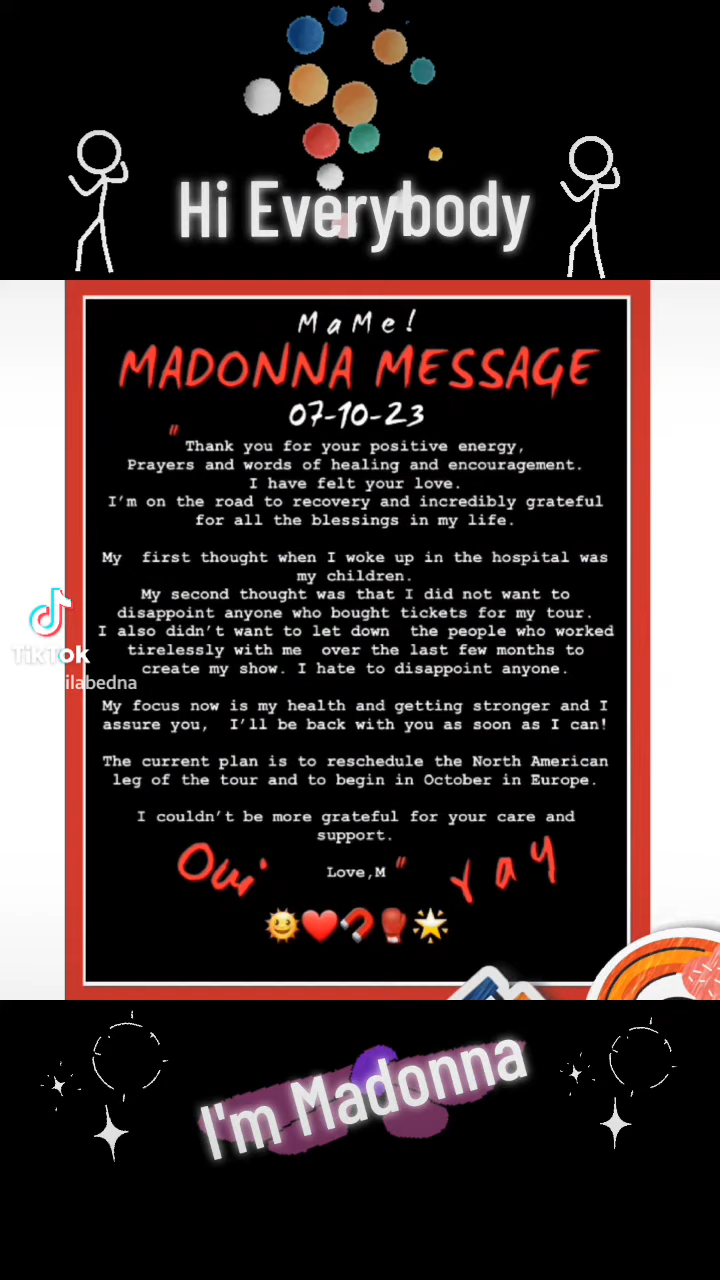 Hi Everybody
MaMe!
MADONNA MESSAGE
07-10-23
"Thank you for your positive energy,
Prayers and words of healing and encouragement.
I have felt your love.
I'm on the road to recovery and incredibly grateful
for all the blessings in my life.
My first thought when I woke up in the hospital was
my children.
My second thought was that I did not want to
disappoint anyone who bought tickets for my tour.
I also didn't want to let down the people who worked
tirelessly with me over the last few months to
create my show. I hate to disappoint anyone.
My focus now is my health and getting stronger and I
assure you, I'll be back with you as soon as I can!
The current plan is to reschedule the North American
leg of the tour and to begin in October in Europe.
I couldn't be more grateful for your care and
support.
Love,M"
Oui
Yay
TikTok
ilabedna
I'm Madonna